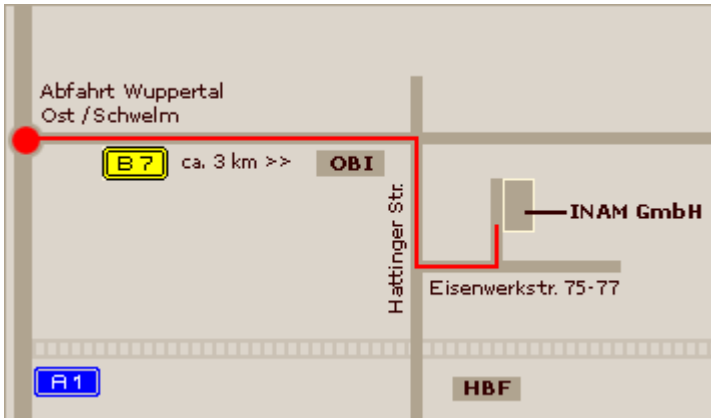 Abfahrt Wuppertal
Ost / Schwelm
B 7 ca. 3 km >> OBI
Hattinger Str.
INAM GmbH
Eisenwerkstr. 75-77
A 1
HBF